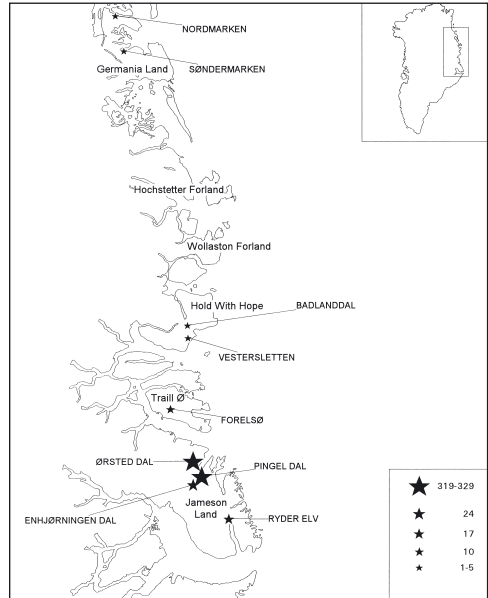 NORDMARKEN
SØNDERMARKEN
Germania Land
Hochstetter Forland
Wollaston Forland
Hold With Hope
BADLANDDAL
VESTERSLETTEN
Traill Ø
FORELSØ
ØRSTED DAL
PINGEL DAL
ENHJØRNINGEN DAL
Jameson
Land
RYDER ELV
319-329
24
17
10
1-5